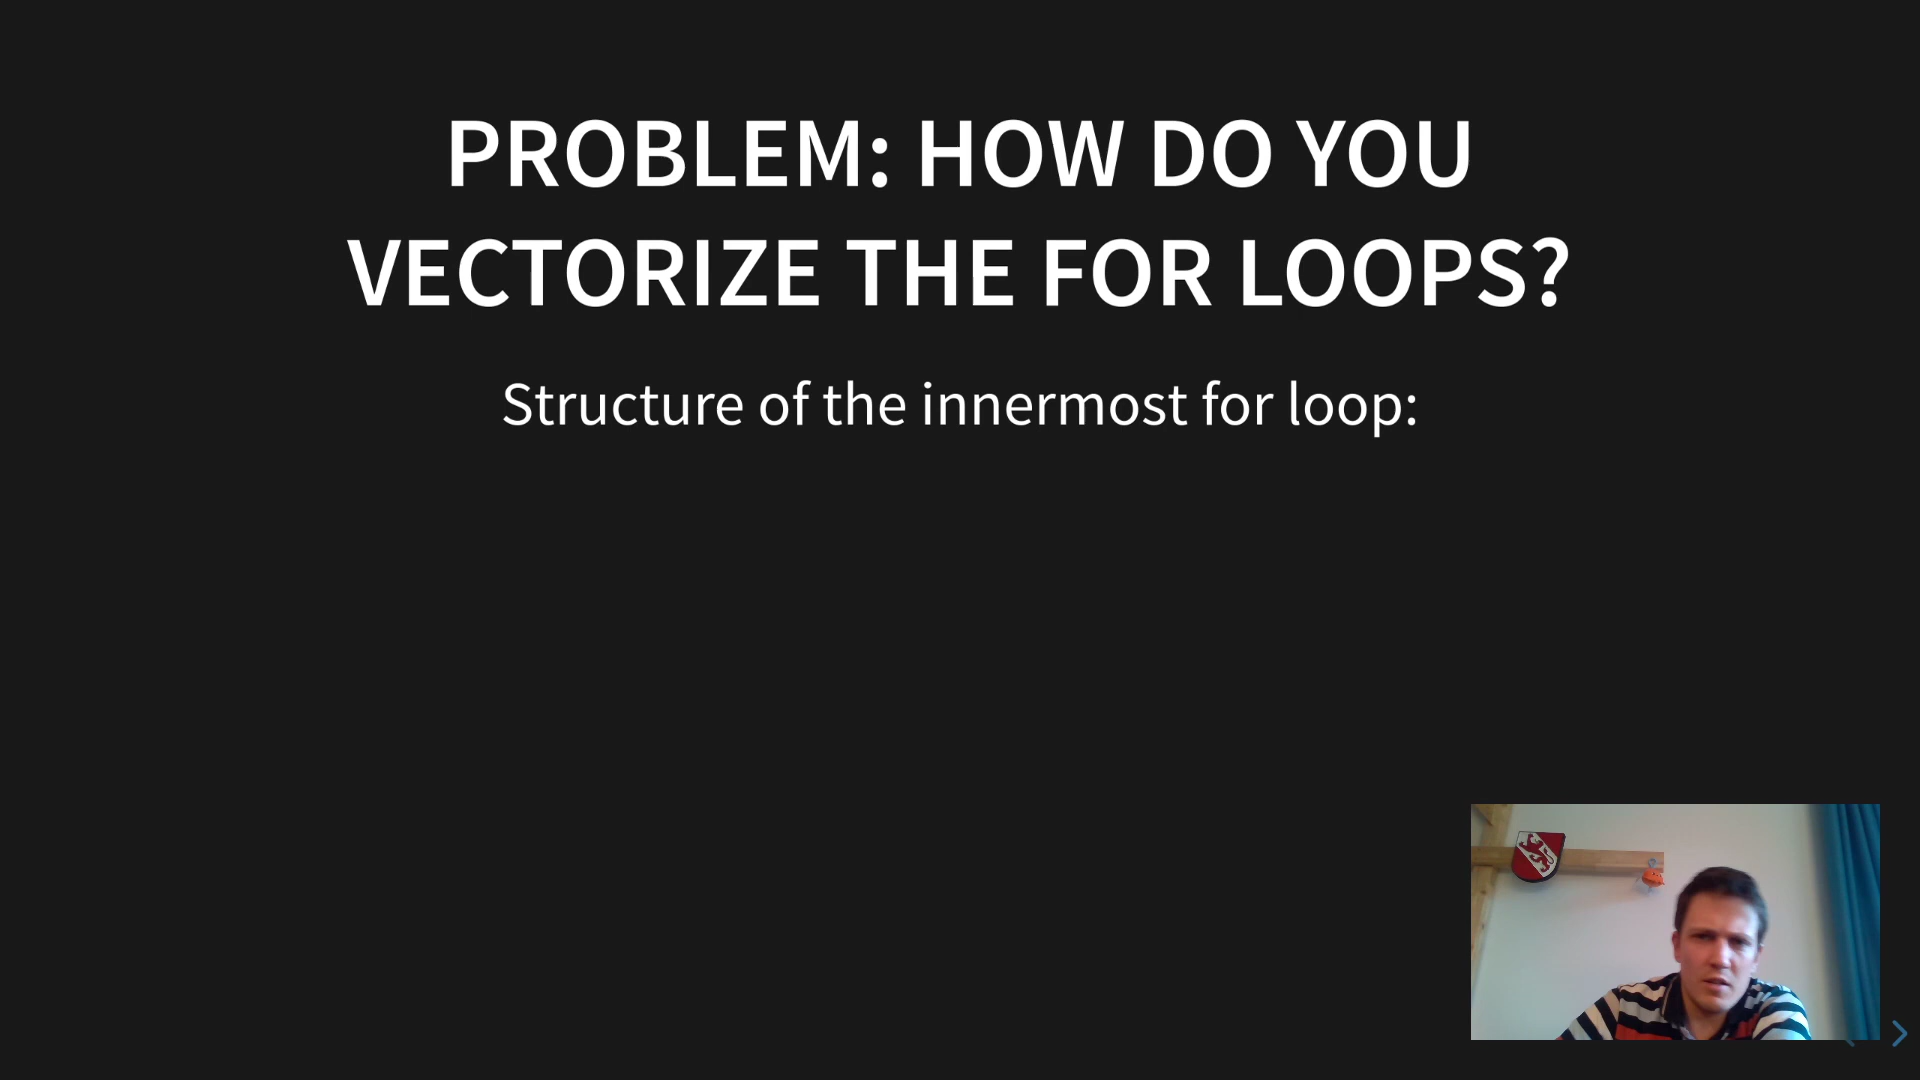 PROBLEM: HOW DO YOU
VECTORIZE THE FOR LOOPS?
Structure of the innermost for loop: